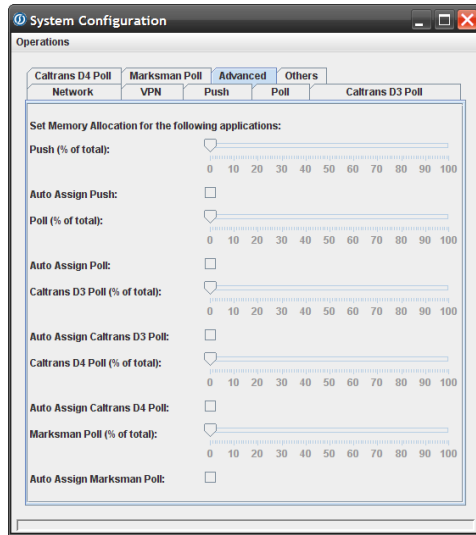 System Configuration
Operations
Caltrans D4 Poll Marksman Poll Advanced Others
Network VPN Push Poll Caltrans D3 Poll
Set Memory Allocation for the following applications:
Push (% of total):
0 10 20 30 40 50 60 70 80 90 100
Auto Assign Push:
Poll (% of total):
0 10 20 30 40 50 60 70 80 90 100
Auto Assign Poll:
Caltrans D3 Poll (% of total):
0 10 20 30 40 50 60 70 80 90 100
Auto Assign Caltrans D3 Poll:
Caltrans D4 Poll (% of total):
0 10 20 30 40 50 60 70 80 90 100
Auto Assign Caltrans D4 Poll:
Marksman Poll (% of total):
0 10 20 30 40 50 60 70 80 90 100
Auto Assign Marksman Poll: